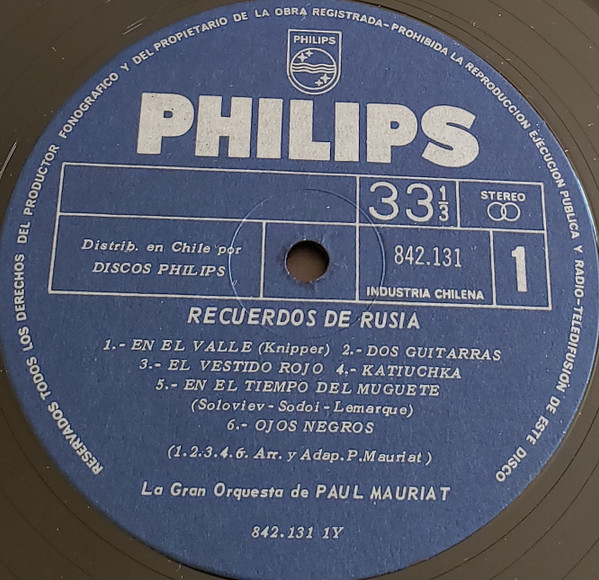 RESERVADOS TODOS LOS DERECHOS DEL PRODUCTOR FONOGRAFICO Y DEL PROPIETARIO DE LA OBRA REGISTRADA-PROHIBIDA LA REPRODUCCION EJECUCION PUBLICA Y RADIO-TELEDIFUSIÓN DE ESTE DISCO
PHILIPS
PHILIPS
33 1/3
STEREO
Distrib. en Chile por
DISCOS PHILIPS
842.131
INDUSTRIA CHILENA
1
RECUERDOS DE RUSIA
1.- EN EL VALLE (Knipper) 2.- DOS GUITARRAS
3.- EL VESTIDO ROJO 4.- KATIUCHKA
5.- EN EL TIEMPO DEL MUGUETE
(Soloviev-Sodoi-Lemarque)
6.- OJOS NEGROS
(1.2.3.4.6. Arr. y Adap. P. Mauriat)
La Gran Orquesta de PAUL MAURIAT
842.131 1Y